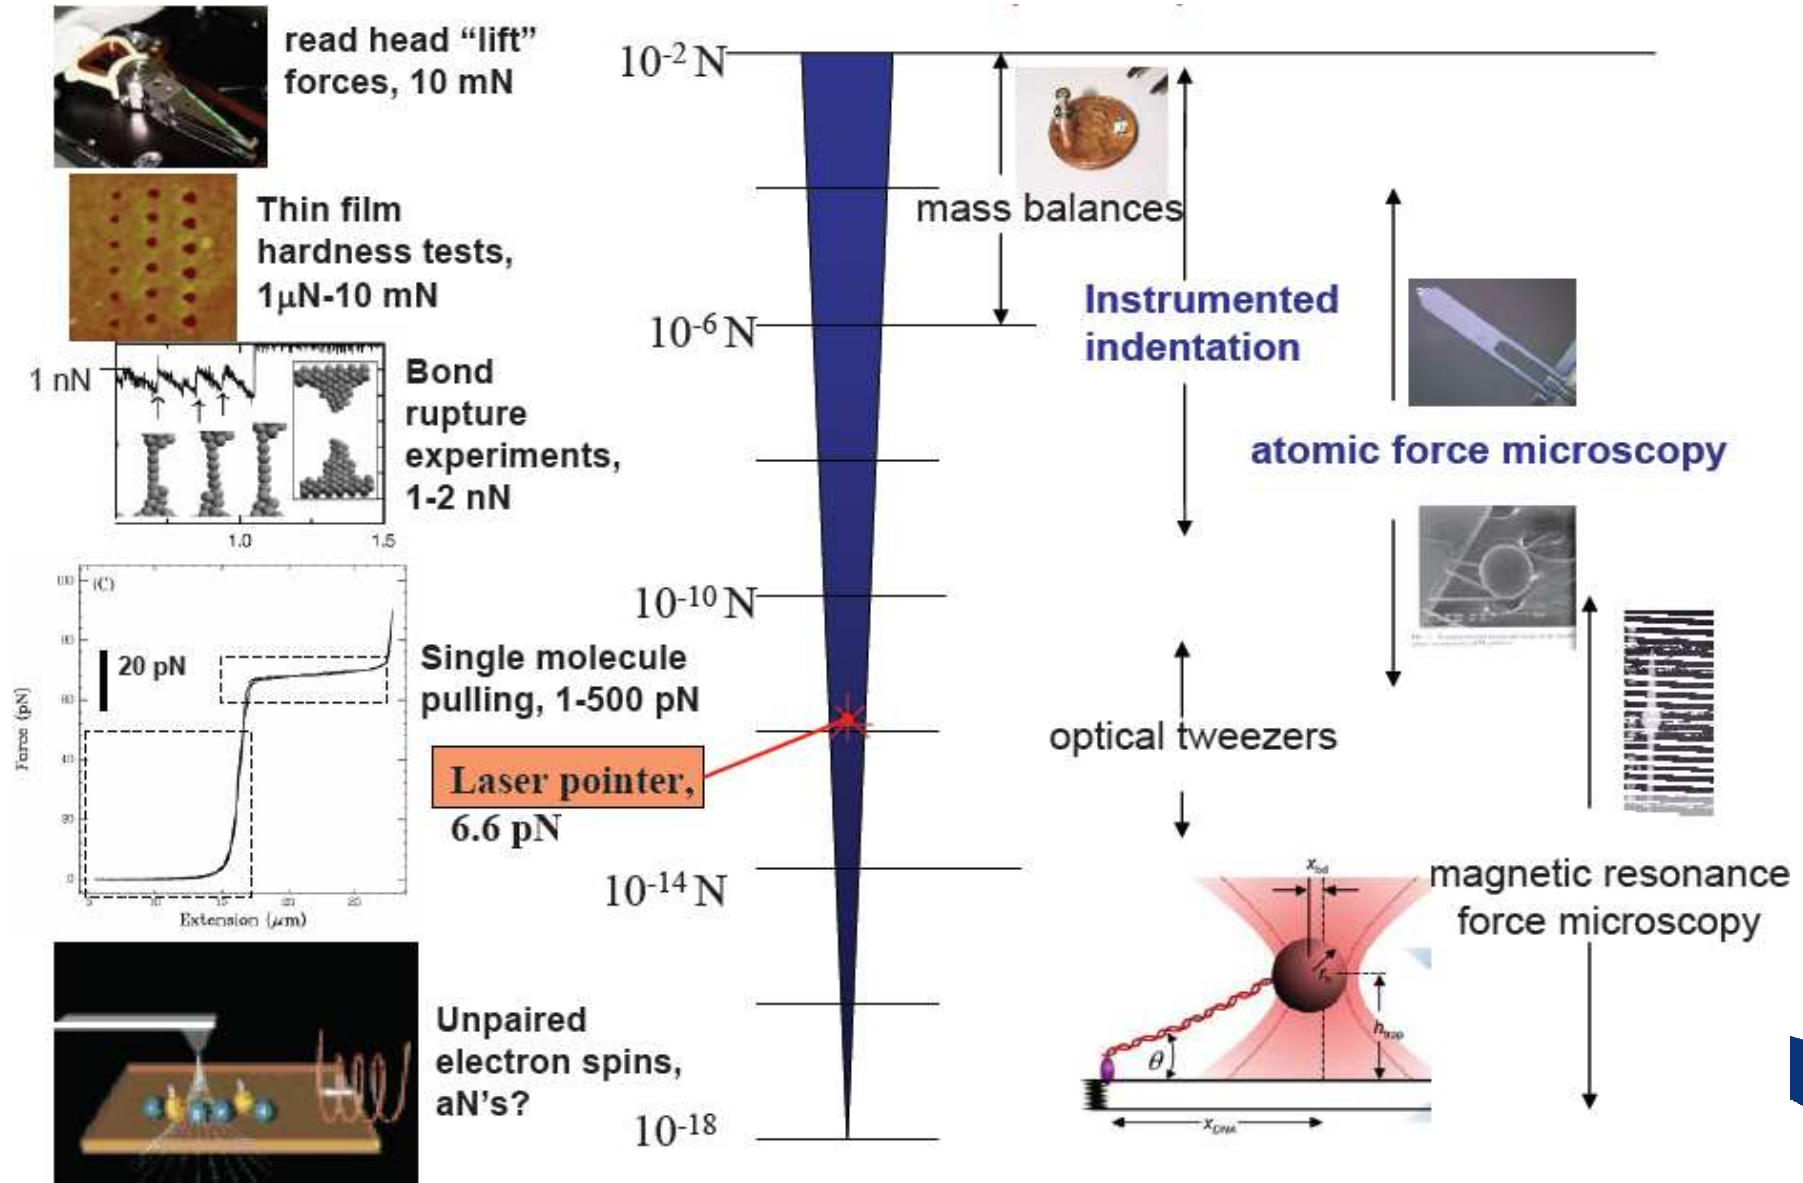 read head “lift”
forces, 10 mN
Thin film
hardness tests,
1μN-10 mN
1 nN
Bond
rupture
experiments,
1-2 nN
1.0
1.5
(C)
20 pN
Force (pN)
Extension (μm)
Single molecule
pulling, 1-500 pN
Laser pointer,
6.6 pN
Unpaired
electron spins,
aN's?
10⁻² N
10⁻⁶ N
10⁻¹⁰ N
10⁻¹⁴ N
10⁻¹⁸
mass balances
Instrumented
indentation
atomic force microscopy
optical tweezers
magnetic resonance
force microscopy
θ
x_DNA